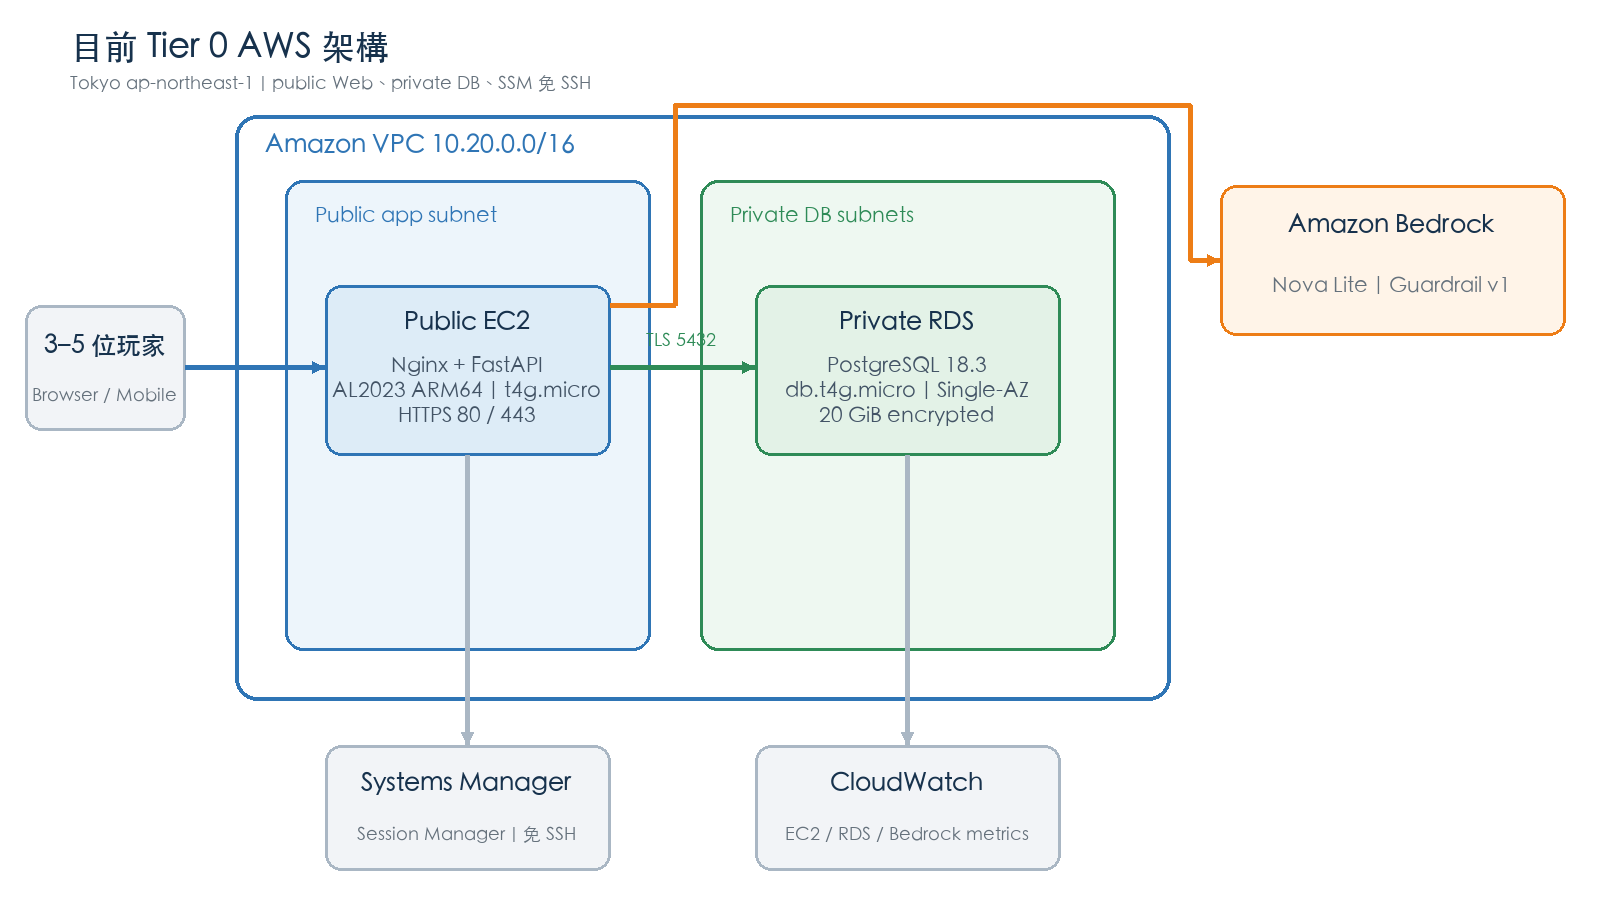 目前 Tier 0 AWS 架構
Tokyo ap-northeast-1 | public Web、private DB、SSM 免 SSH
Amazon VPC 10.20.0.0/16
Public app subnet
Private DB subnets
Amazon Bedrock
Nova Lite | Guardrail v1
3–5 位玩家
Browser / Mobile
Public EC2
Nginx + FastAPI
AL2023 ARM64 | t4g.micro
HTTPS 80 / 443
TLS 5432
Private RDS
PostgreSQL 18.3
db.t4g.micro | Single-AZ
20 GiB encrypted
Systems Manager
Session Manager | 免 SSH
CloudWatch
EC2 / RDS / Bedrock metrics